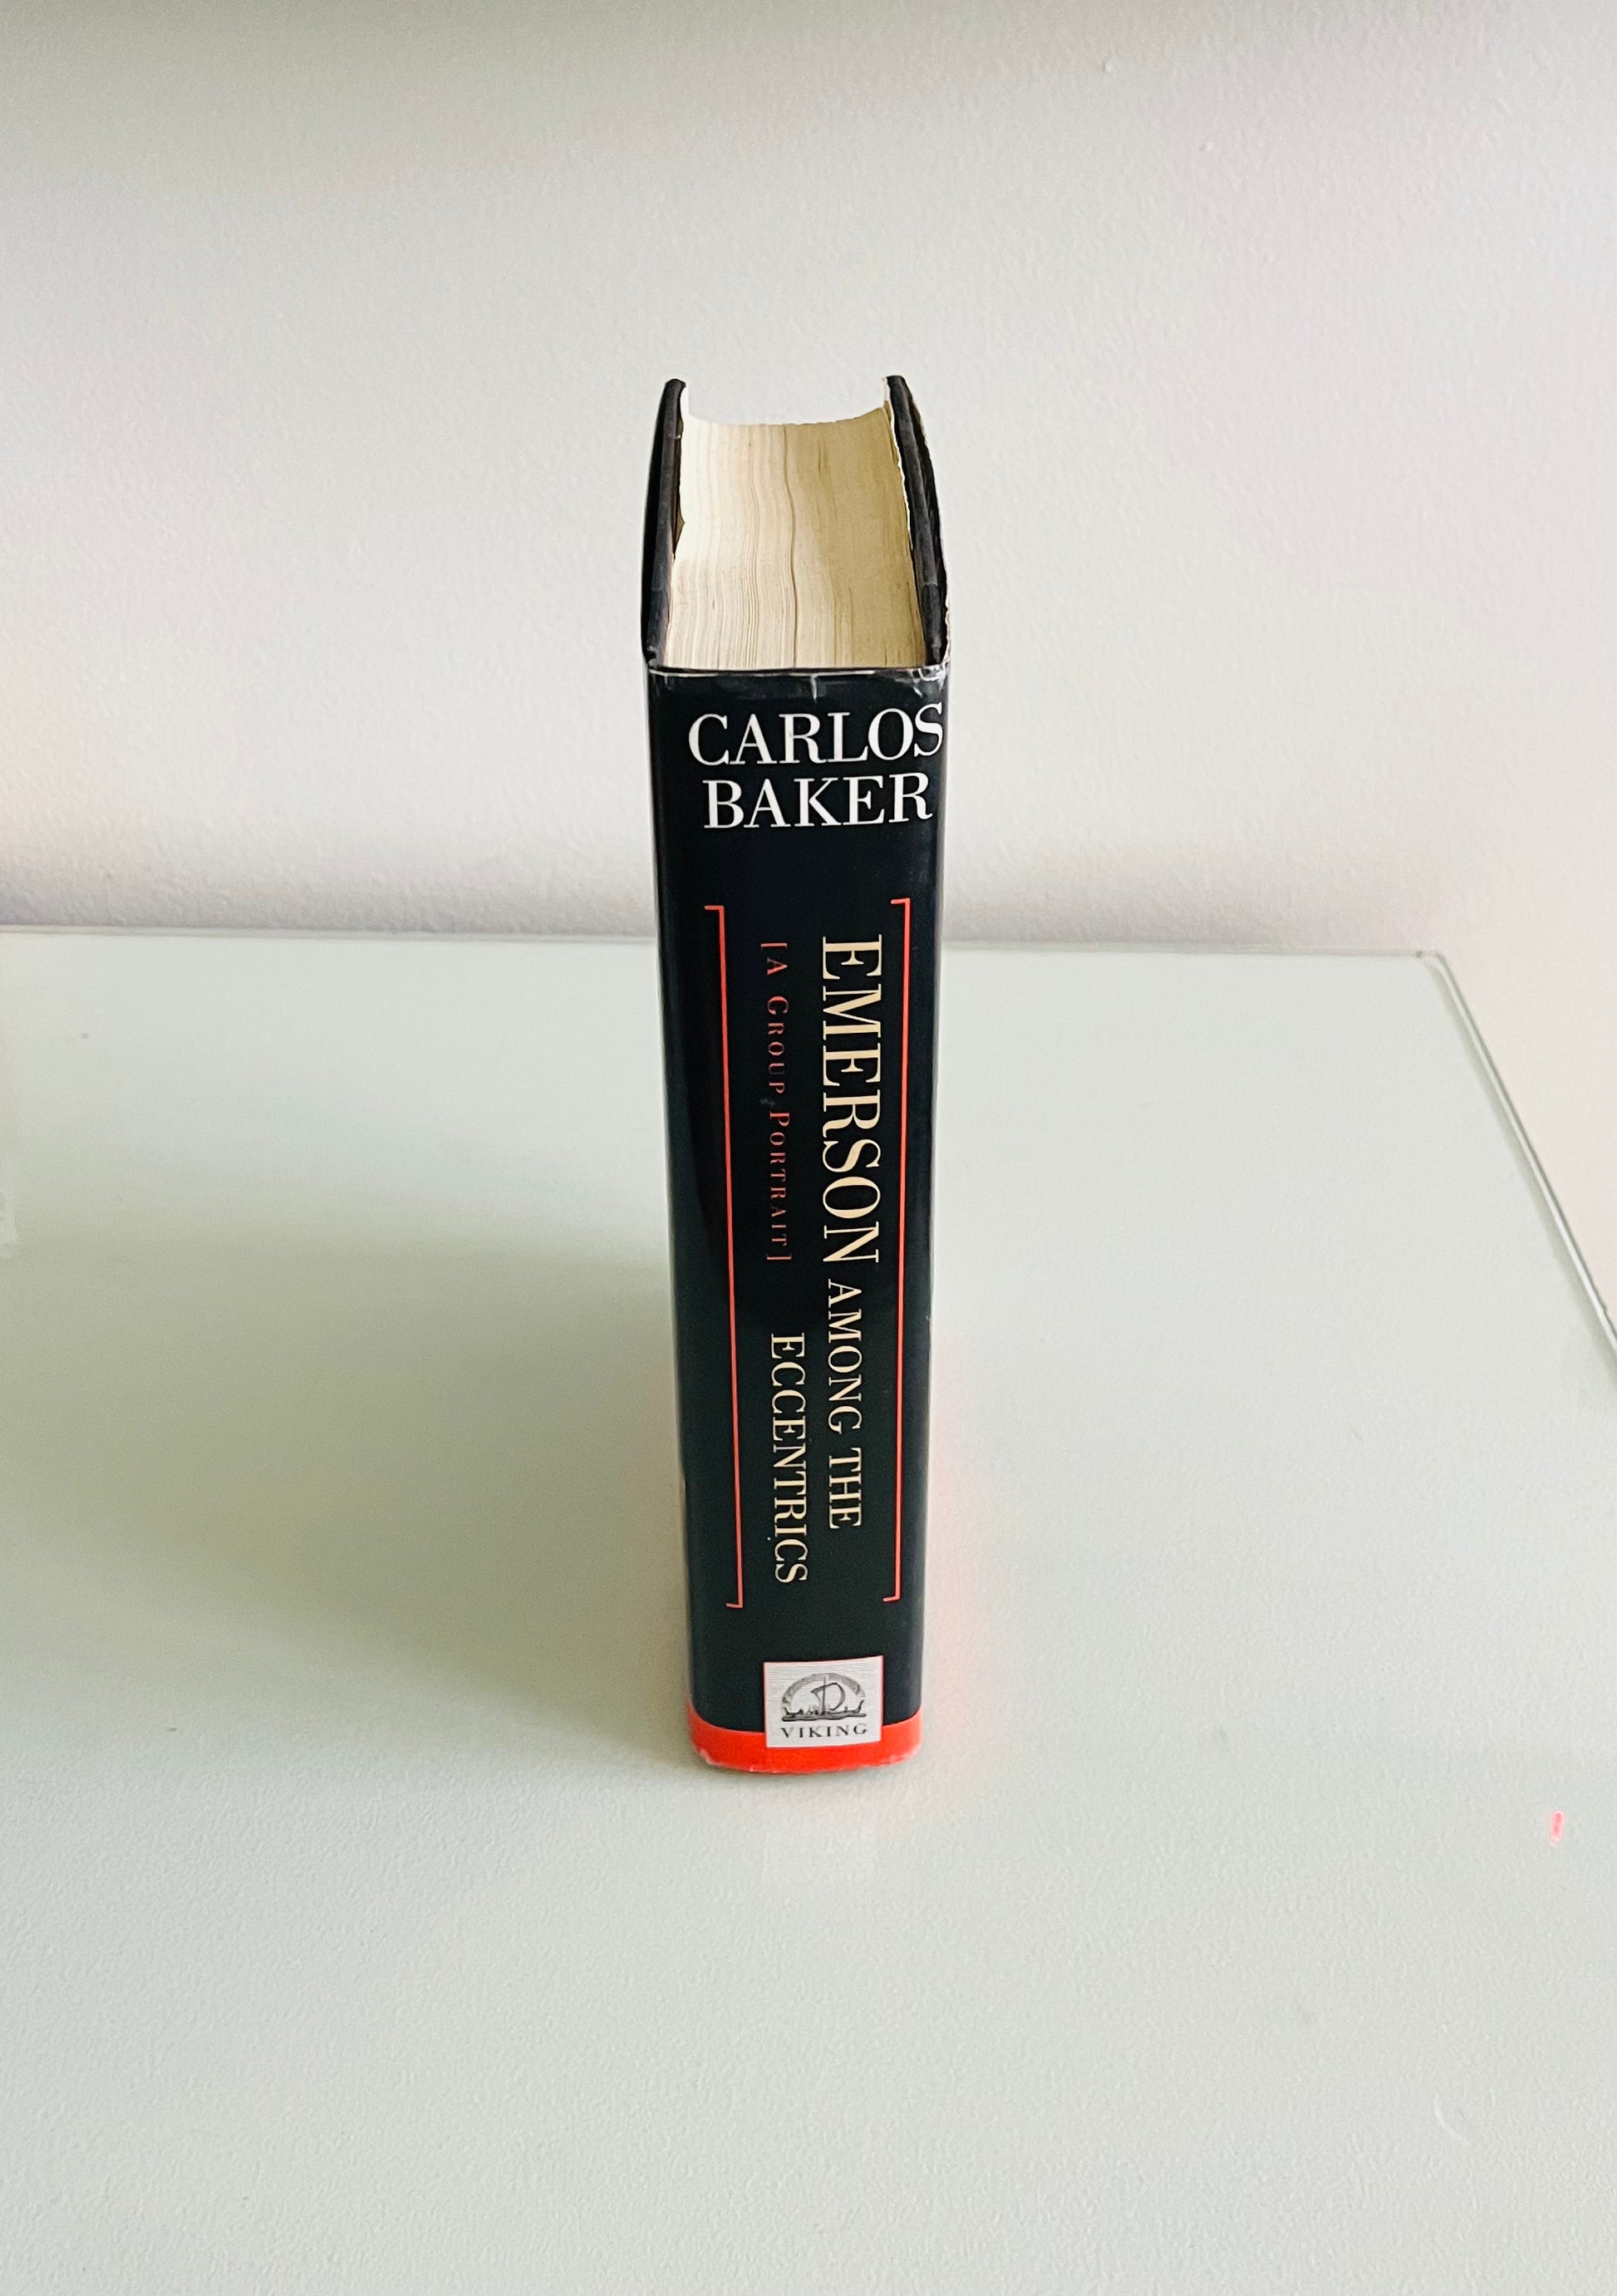 CARLOS
BAKER
EMERSON AMONG THE
ECCENTRICS
[A GROUP PORTRAIT]
VIKING